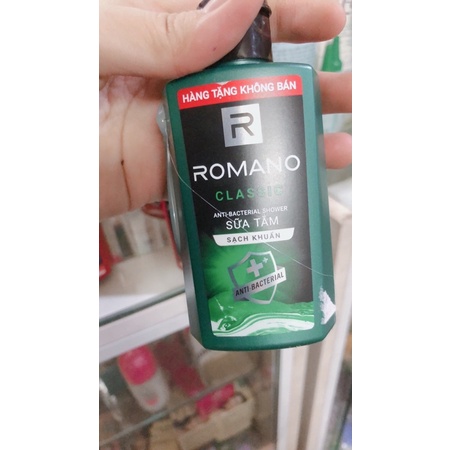 HÀNG TẶNG KHÔNG BÁN
R
ROMANO
CLASSIC
ANTI-BACTERIAL SHOWER
SỮA TẮM
SẠCH KHUẨN
ANTI-BACTERIAL